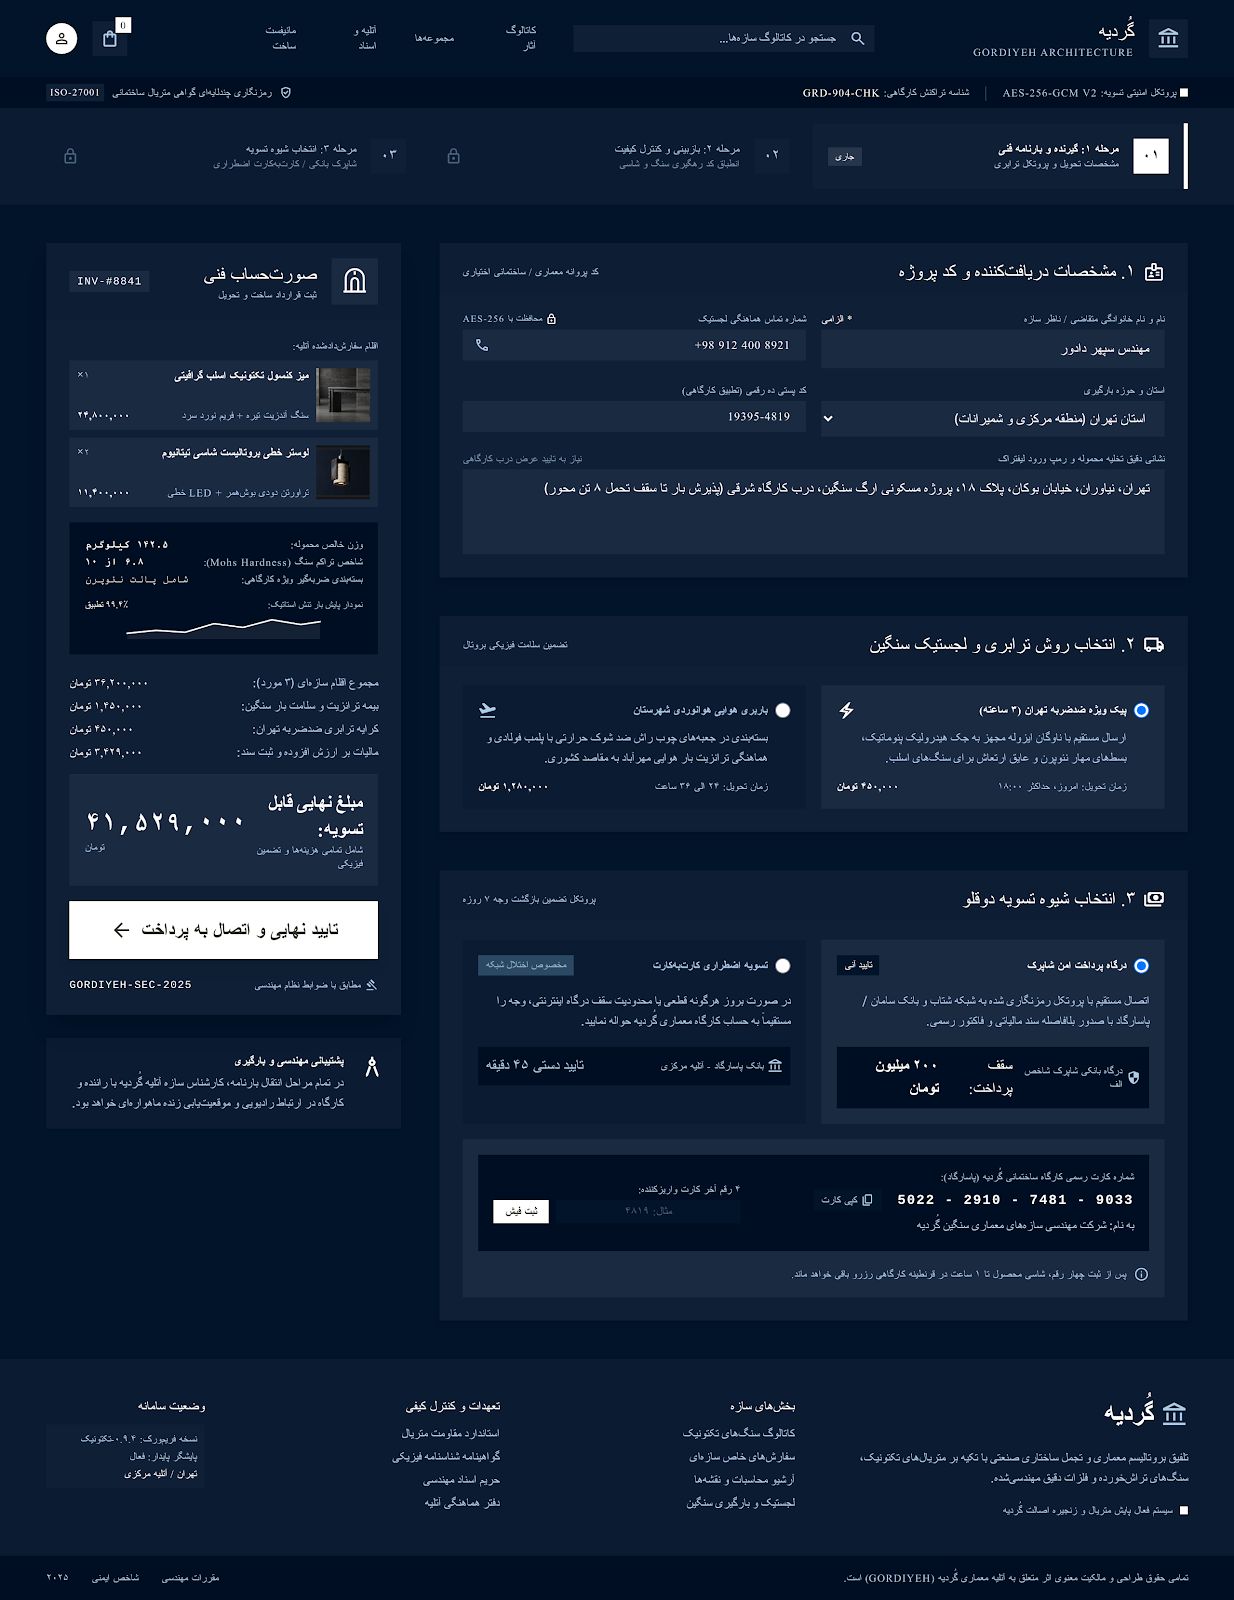 گُردیه
GORDIYEH ARCHITECTURE
جستجو در کاتالوگ سازه‌ها...
کاتالوگ
آثار
مجموعه‌ها
آتلیه و
اسناد
مانیفست
ساخت
0
پروتکل امنیتی تسویه: AES-256-GCM V2
شناسه تراکنش کارگاهی: GRD-904-CHK
رمزنگاری چندلایه‌ای گواهی متریال ساختمانی
ISO-27001
۰۱
مرحله ۱: گیرنده و بارنامه فنی
مشخصات تحویل و پروتکل ترابری
جاری
۰۲
مرحله ۲: بازبینی و کنترل کیفیت
انطباق کد رهگیری سنگ و شاسی
۰۳
مرحله ۳: انتخاب شیوه تسویه
شاپرک بانکی / کارت‌به‌کارت اضطراری
۱. مشخصات دریافت‌کننده و کد پروژه
کد پروانه معماری / ساختمانی اختیاری
نام و نام خانوادگی متقاضی / ناظر سازه
* الزامی
مهندس سپهر دادور
شماره تماس هماهنگی لجستیک
محافظت با AES-256
+98 912 400 8921
استان و حوزه بارگیری
استان تهران (منطقه مرکزی و شمیرانات)
کد پستی ده رقمی (تطبیق کارگاهی)
19395-4819
نشانی دقیق تخلیه محموله و رمپ ورود لیفتراک
نیاز به تایید عرض درب کارگاهی
تهران، نیاوران، خیابان بوکان، پلاک ۱۸، پروژه مسکونی ارگ سنگین، درب کارگاه شرقی (پذیرش بار تا سقف تحمل ۸ تن محور)
۲. انتخاب روش ترابری و لجستیک سنگین
تضمین سلامت فیزیکی بروتال
پیک ویژه ضدضربه تهران (۳ ساعته)
ارسال مستقیم با ناوگان ایزوله مجهز به جک هیدرولیک پنوماتیک،
بست‌های مهار نئوپرن و عایق ارتعاش برای سنگ‌های اسلب.
زمان تحویل: امروز، حداکثر ۱۸:۰۰
۴۵۰,۰۰۰ تومان
باربری هوایی هوانوردی شهرستان
بسته‌بندی در جعبه‌های چوب راش ضد شوک حرارتی با پلمب فولادی و
هماهنگی ترانزیت بار هوایی مهرآباد به مقاصد کشوری.
زمان تحویل: ۲۴ الی ۳۶ ساعت
۱,۲۸۰,۰۰۰ تومان
۳. انتخاب شیوه تسویه دوقلو
پروتکل تضمین بازگشت وجه ۷ روزه
درگاه پرداخت امن شاپرک
تایید آنی
اتصال مستقیم با پروتکل رمزنگاری شده به شبکه شتاب و بانک سامان /
پاسارگاد با صدور بلافاصله سند مالیاتی و فاکتور رسمی.
درگاه بانکی شاپرک شاخص
الف
سقف
پرداخت:
۲۰۰ میلیون
تومان
تسویه اضطراری کارت‌به‌کارت
مخصوص اختلال شبکه
در صورت بروز هرگونه قطعی یا محدودیت سقف درگاه اینترنتی، وجه را
مستقیماً به حساب کارگاه معماری گُردیه حواله نمایید.
بانک پاسارگاد - آتلیه مرکزی
تایید دستی ۴۵ دقیقه
شماره کارت رسمی کارگاه ساختمانی گُردیه (پاسارگاد):
5022 - 2910 - 7481 - 9033
کپی کارت
به نام: شرکت مهندسی سازه‌های معماری سنگین گُردیه
۴ رقم آخر کارت واریزکننده:
مثال: ۴۸۱۹
ثبت فیش
پس از ثبت چهار رقم، شاسی محصول تا ۱ ساعت در قرنطینه کارگاهی رزرو باقی خواهد ماند.
صورت‌حساب فنی
ثبت قرارداد ساخت و تحویل
INV-#8841
اقلام سفارش‌داده‌شده آتلیه:
میز کنسول تکتونیک اسلب گرافیتی
×۱
سنگ آندزیت تیره + فریم نورد سرد
۲۴,۸۰۰,۰۰۰
لوستر خطی بروتالیست شاسی تیتانیوم
×۲
تراورتن دودی بوش‌همر + LED خطی
۱۱,۴۰۰,۰۰۰
وزن خالص محموله:
۱۴۲.۵ کیلوگرم
شاخص تراکم سنگ (Mohs Hardness):
۶.۸ از ۱۰
بسته‌بندی ضربه‌گیر ویژه کارگاهی:
شامل پالت نئوپرن
نمودار پایش بار تنش استاتیک:
۹۹.۴٪ تطبیق
مجموع اقلام سازه‌ای (۳ مورد):
۳۶,۲۰۰,۰۰۰ تومان
بیمه ترانزیت و سلامت بار سنگین:
۱,۴۵۰,۰۰۰ تومان
کرایه ترابری ضدضربه تهران:
۴۵۰,۰۰۰ تومان
مالیات بر ارزش افزوده و ثبت سند:
۳,۴۲۹,۰۰۰ تومان
مبلغ نهایی قابل
تسویه:
شامل تمامی هزینه‌ها و تضمین
فیزیکی
۴۱,۵۲۹,۰۰۰
تومان
تایید نهایی و اتصال به پرداخت
مطابق با ضوابط نظام مهندسی
GORDIYEH-SEC-2025
پشتیبانی مهندسی و بارگیری
در تمام مراحل انتقال بارنامه، کارشناس سازه آتلیه گُردیه با راننده و
کارگاه در ارتباط رادیویی و موقعیت‌یابی زنده ماهواره‌ای خواهد بود.
گُردیه
تلفیق بروتالیسم معماری و تجمل ساختاری صنعتی با تکیه بر متریال‌های تکتونیک،
سنگ‌های تراش‌خورده و فلزات دقیق مهندسی‌شده.
سیستم فعال پایش متریال و زنجیره اصالت گُردیه
بخش‌های سازه
کاتالوگ سنگ‌های تکتونیک
سفارش‌های خاص سازه‌ای
آرشیو محاسبات و نقشه‌ها
لجستیک و بارگیری سنگین
تعهدات و کنترل کیفی
استاندارد مقاومت متریال
گواهینامه شناسنامه فیزیکی
حریم اسناد مهندسی
دفتر هماهنگی آتلیه
وضعیت سامانه
نسخه فریم‌ورک: ۰.۹.۴-تکتونیک
پایشگر پایدار: فعال
تهران / آتلیه مرکزی
تمامی حقوق طراحی و مالکیت معنوی اثر متعلق به آتلیه معماری گُردیه (GORDIYEH) است.
مقررات مهندسی
شاخص ایمنی
۲۰۲۵